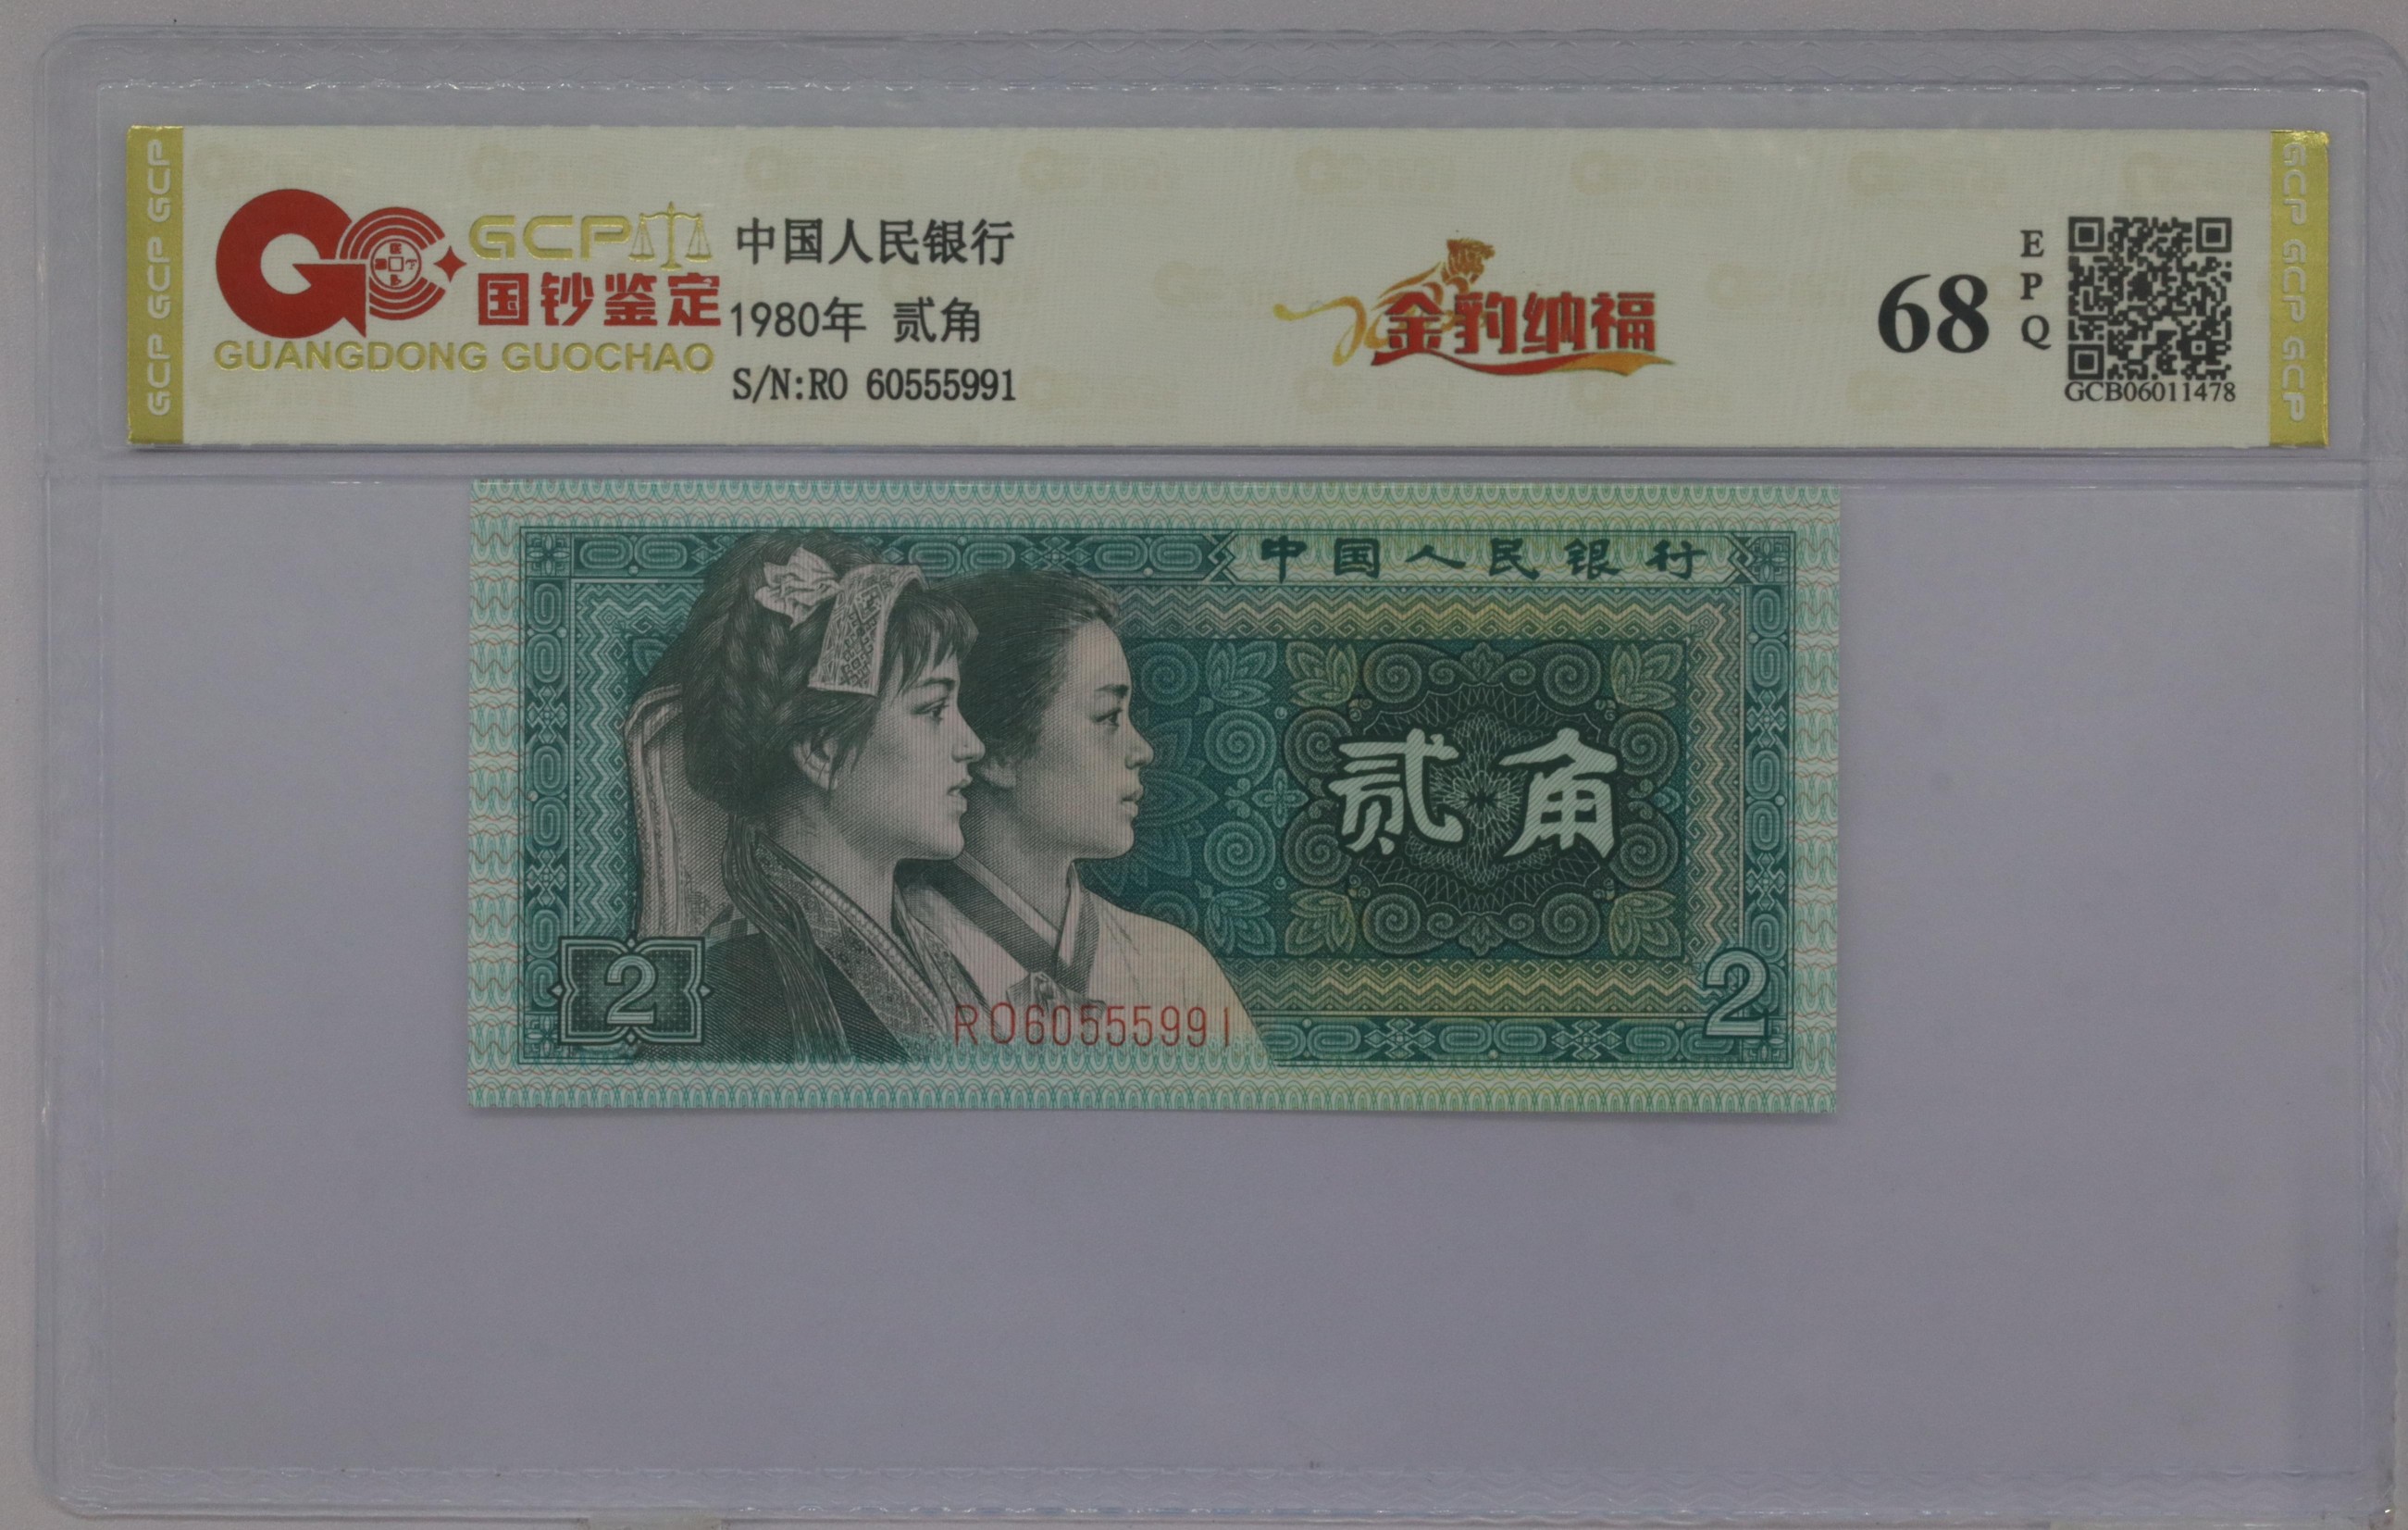 GCP GCP GCP
GCP
国钞鉴定
GUANGDONG GUOCHAO
中国人民银行
1980年 贰角
S/N:RO 60555991
金豹纳福
68
EPQ
GCB06011478
GCP GCP GCP
中国人民银行
贰角
2
RO60555991
2